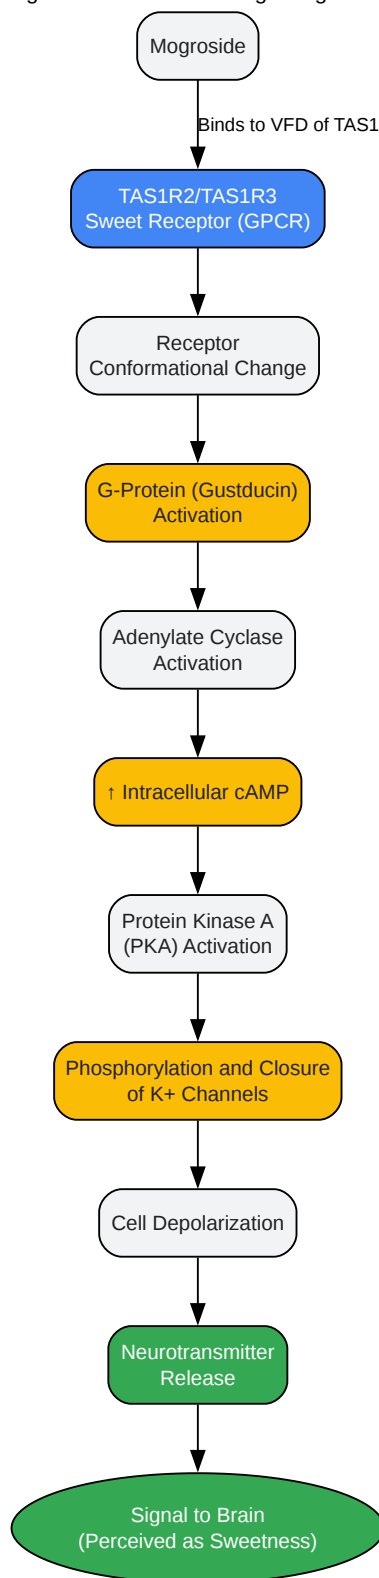 Mogroside
Binds to VFD of TAS1
TAS1R2/TAS1R3
Sweet Receptor (GPCR)
Receptor
Conformational Change
G-Protein (Gustducin)
Activation
Adenylate Cyclase
Activation
↑ Intracellular cAMP
Protein Kinase A
(PKA) Activation
Phosphorylation and Closure
of K+ Channels
Cell Depolarization
Neurotransmitter
Release
Signal to Brain
(Perceived as Sweetness)